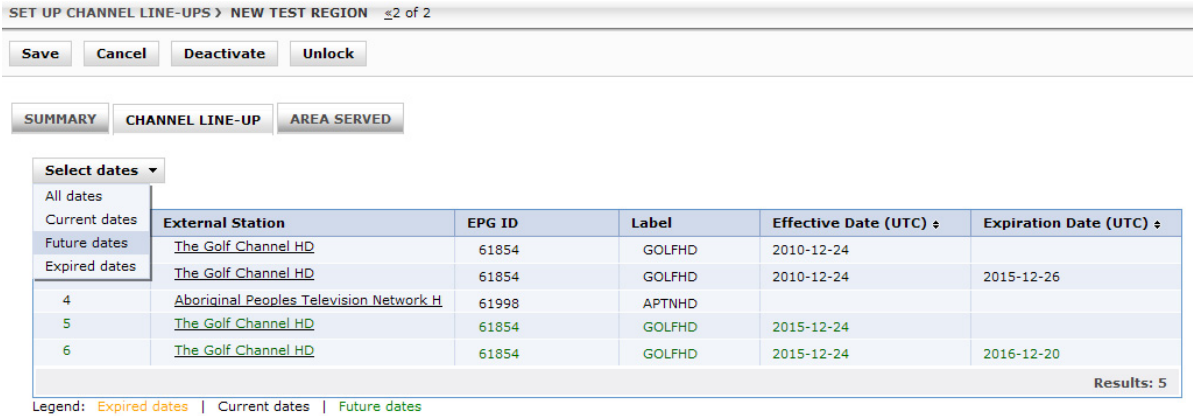 SET UP CHANNEL LINE-UPS › NEW TEST REGION «2 of 2
Save Cancel Deactivate Unlock
SUMMARY CHANNEL LINE-UP AREA SERVED
Select dates
All dates
Current dates
Future dates
Expired dates
External Station EPG ID Label Effective Date (UTC) Expiration Date (UTC)
The Golf Channel HD 61854 GOLFHD 2010-12-24
The Golf Channel HD 61854 GOLFHD 2010-12-24 2015-12-26
4 Aboriginal Peoples Television Network H 61998 APTNHD
5 The Golf Channel HD 61854 GOLFHD 2015-12-24
6 The Golf Channel HD 61854 GOLFHD 2015-12-24 2016-12-20
Results: 5
Legend: Expired dates | Current dates | Future dates